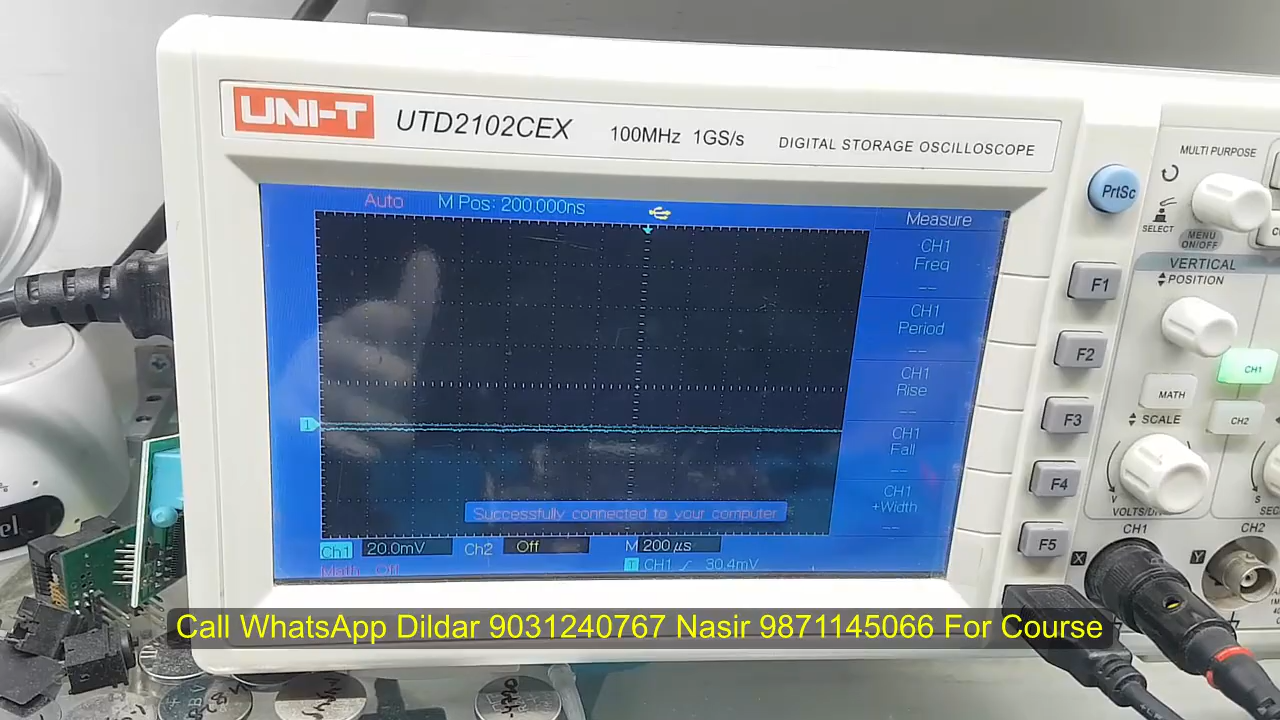 UNI-T UTD2102CEX 100MHz 1GS/s DIGITAL STORAGE OSCILLOSCOPE
Auto M Pos: 200.000ns
Measure
CH1
Freq
--
CH1
Period
--
CH1
Rise
--
CH1
Fall
--
CH1
+Width
--
1
Successfully connected to your computer
Ch1 20.0mV Ch2 Off M 200μs
Math Off
T CH1 30.4mV
PrtSc
F1
F2
F3
F4
F5
MULTI PURPOSE
SELECT
MENU
ON/OFF
VERTICAL
POSITION
CH1
MATH
CH2
SCALE
V
VOLTS/DIV
S
SEC
CH1
CH2
X
Y
Call WhatsApp Dildar 9031240767 Nasir 9871145066 For Course